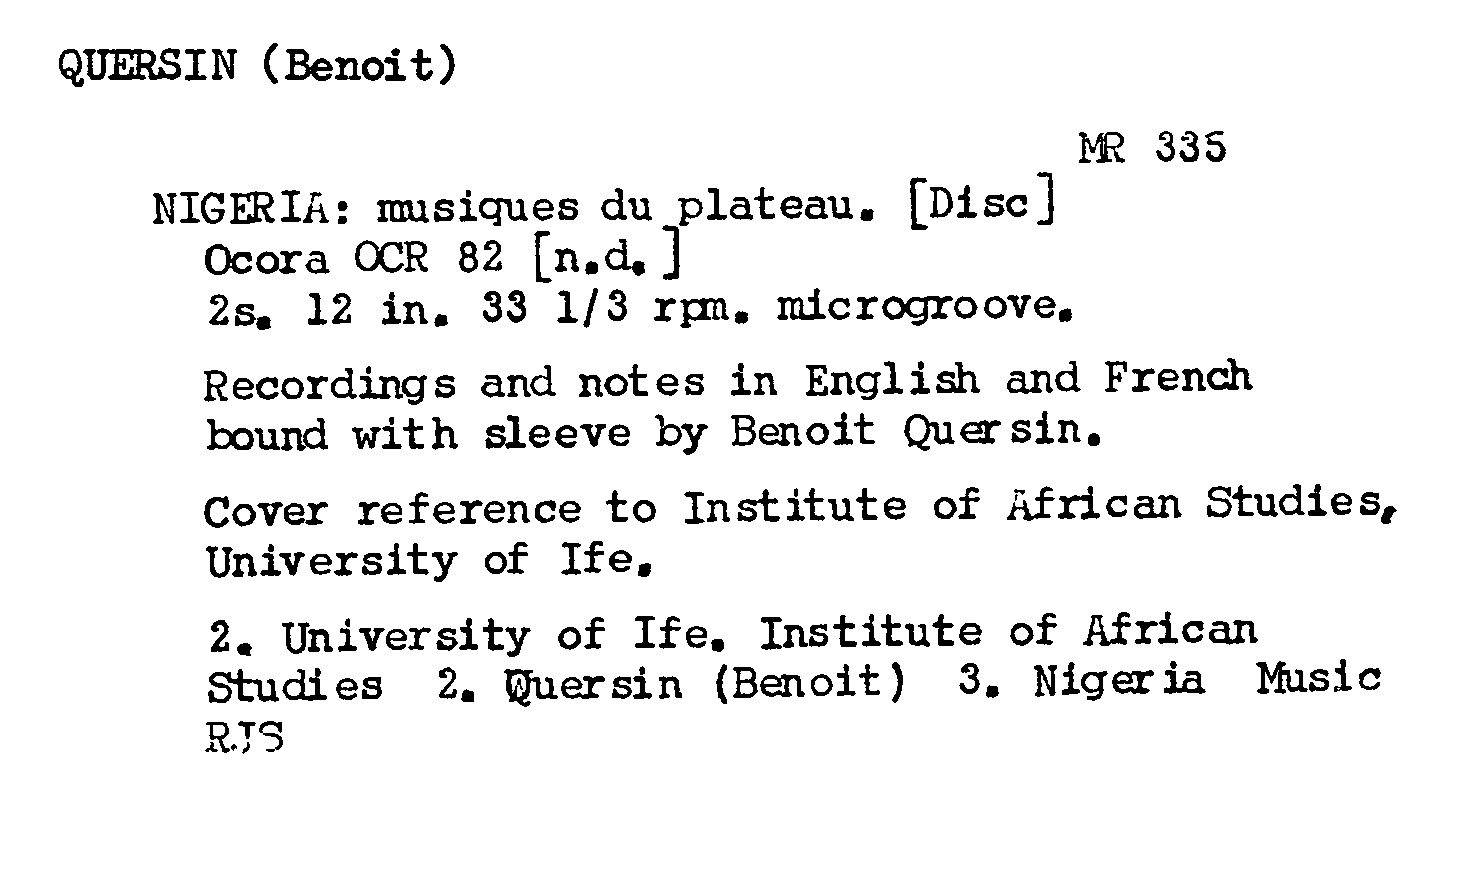 QUERSIN (Benoit)
MR 335
NIGERIA: musiques du plateau. [Disc]
Ocora OCR 82 [n.d.]
2s. 12 in. 33 1/3 rpm. microgroove.
Recordings and notes in English and French
bound with sleeve by Benoit Quersin.
Cover reference to Institute of African Studies,
University of Ife.
2. University of Ife. Institute of African
Studies 2. Quersin (Benoit) 3. Nigeria Music
RJS